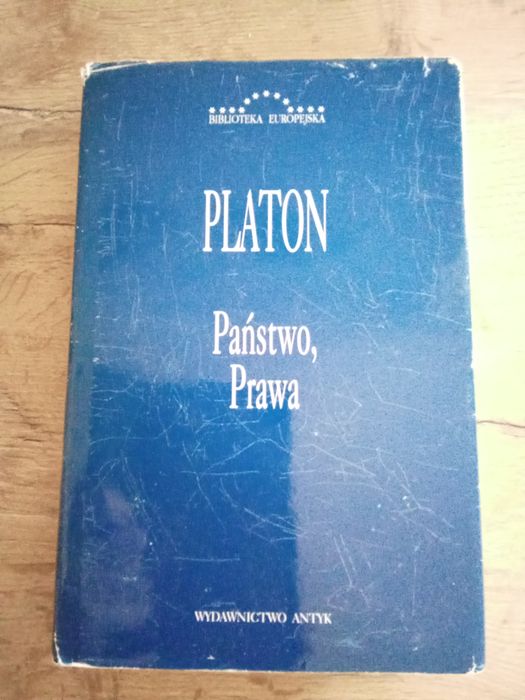 BIBLIOTEKA EUROPEJSKA
PLATON
Państwo,
Prawa
WYDAWNICTWO ANTYK